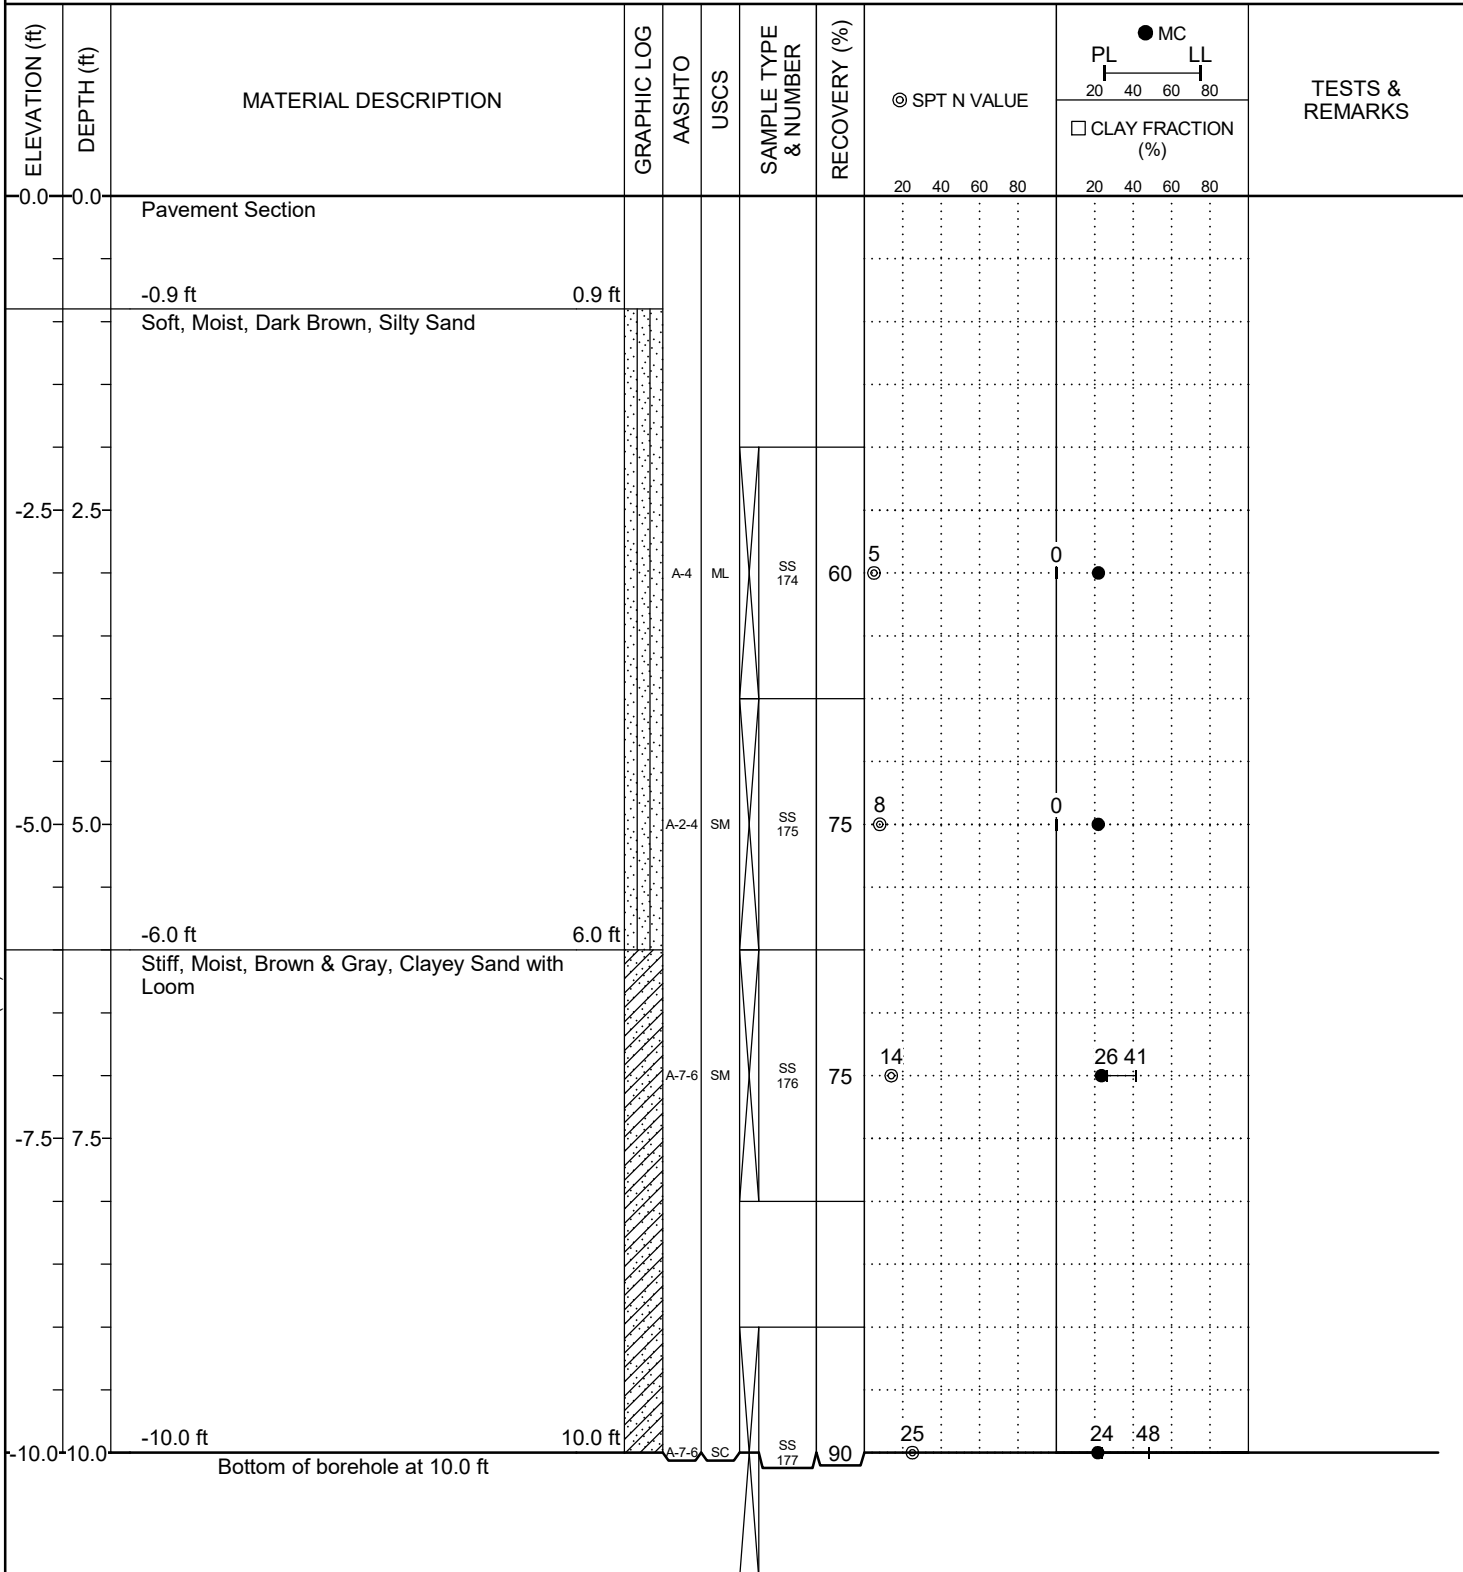 ELEVATION (ft)
DEPTH (ft)
MATERIAL DESCRIPTION
GRAPHIC LOG
AASHTO
USCS
SAMPLE TYPE
& NUMBER
RECOVERY (%)
SPT N VALUE
20 40 60 80
MC
PL LL
20 40 60 80
CLAY FRACTION
(%)
20 40 60 80
TESTS &
REMARKS
0.0 0.0
Pavement Section
-0.9 ft 0.9 ft
Soft, Moist, Dark Brown, Silty Sand
-2.5 2.5
A-4 ML SS
174
60 5 0
-5.0 5.0
A-2-4 SM SS
175
75 8 0
-6.0 ft 6.0 ft
Stiff, Moist, Brown & Gray, Clayey Sand with
Loom
A-7-6 SM SS
176
75 14 26 41
-7.5 7.5
-10.0 ft 10.0 ft
-10.0 10.0
A-7-6 SC SS
177
90 25 24 48
Bottom of borehole at 10.0 ft